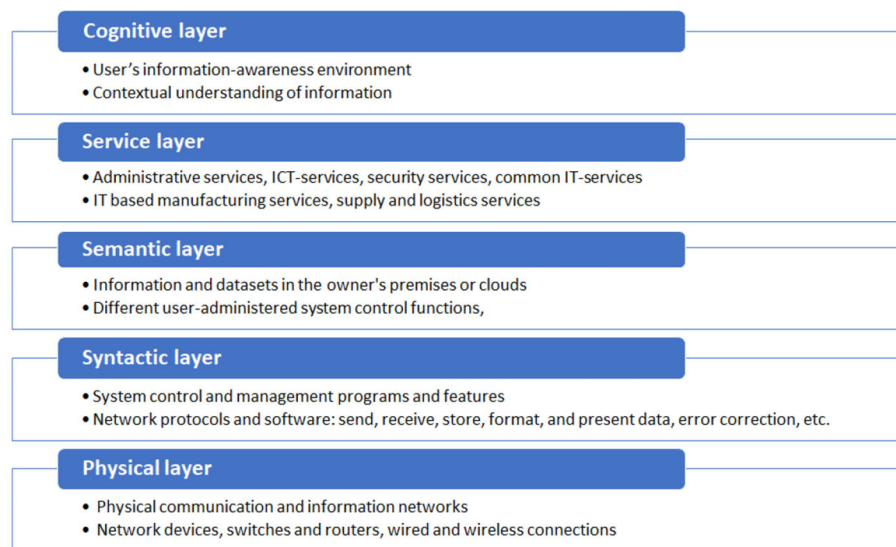 Cognitive layer
• User’s information-awareness environment
• Contextual understanding of information
Service layer
• Administrative services, ICT-services, security services, common IT-services
• IT based manufacturing services, supply and logistics services
Semantic layer
• Information and datasets in the owner's premises or clouds
• Different user-administered system control functions,
Syntactic layer
• System control and management programs and features
• Network protocols and software: send, receive, store, format, and present data, error correction, etc.
Physical layer
• Physical communication and information networks
• Network devices, switches and routers, wired and wireless connections